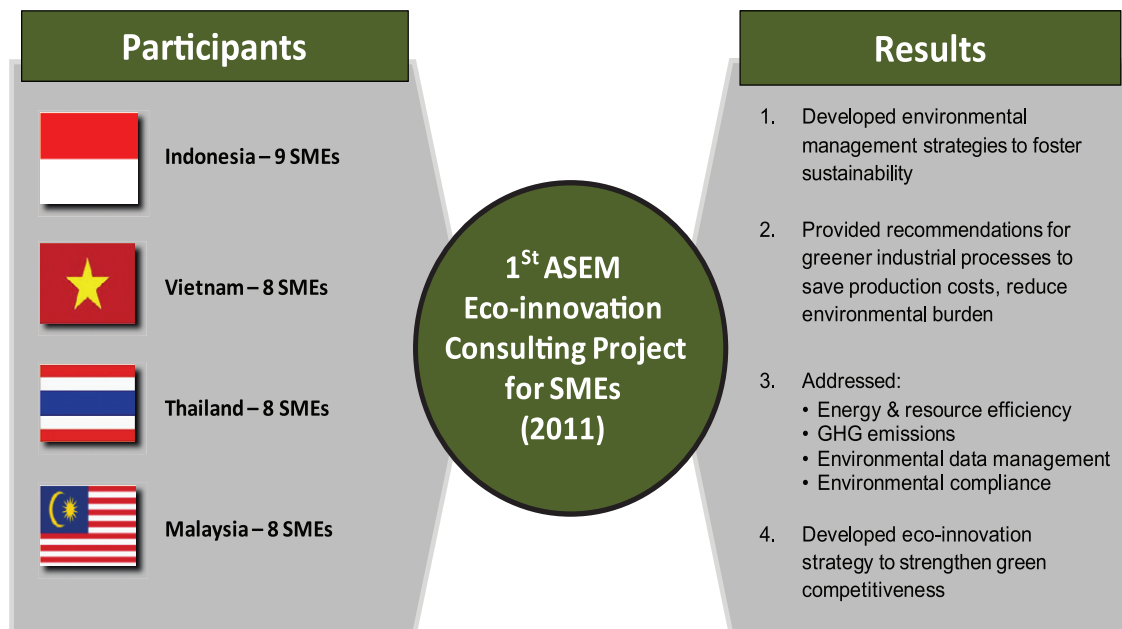 Participants
Indonesia – 9 SMEs
Vietnam – 8 SMEs
Thailand – 8 SMEs
Malaysia – 8 SMEs
1St ASEM
Eco-innovation
Consulting Project
for SMEs
(2011)
Results
1. Developed environmental
management strategies to foster
sustainability
2. Provided recommendations for
greener industrial processes to
save production costs, reduce
environmental burden
3. Addressed:
• Energy & resource efficiency
• GHG emissions
• Environmental data management
• Environmental compliance
4. Developed eco-innovation
strategy to strengthen green
competitiveness